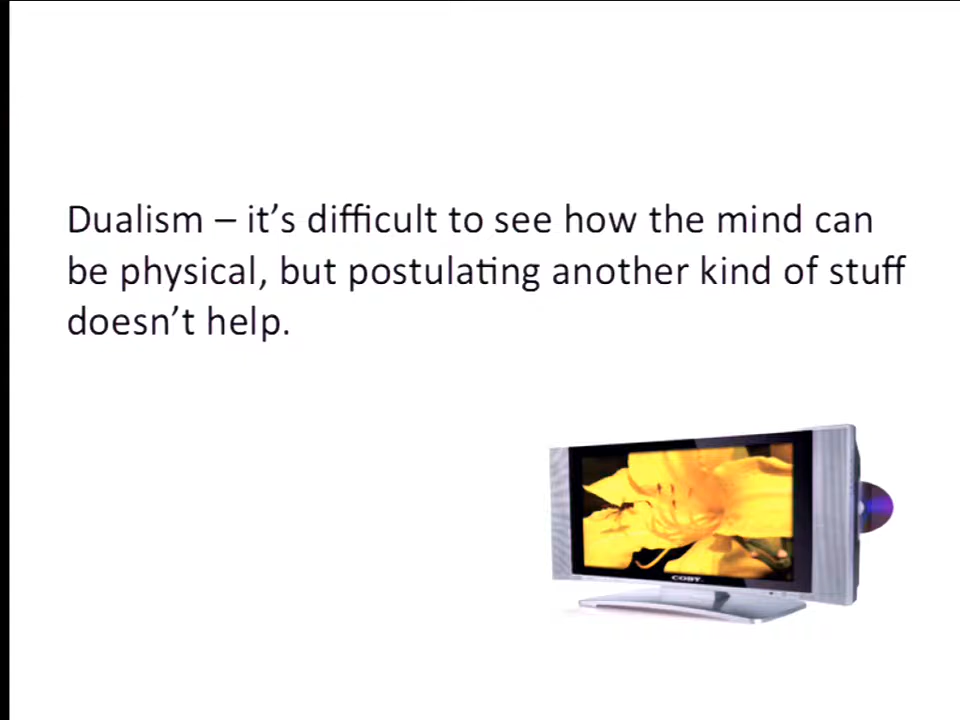 Dualism – it's difficult to see how the mind can
be physical, but postulating another kind of stuff
doesn't help.
COBY